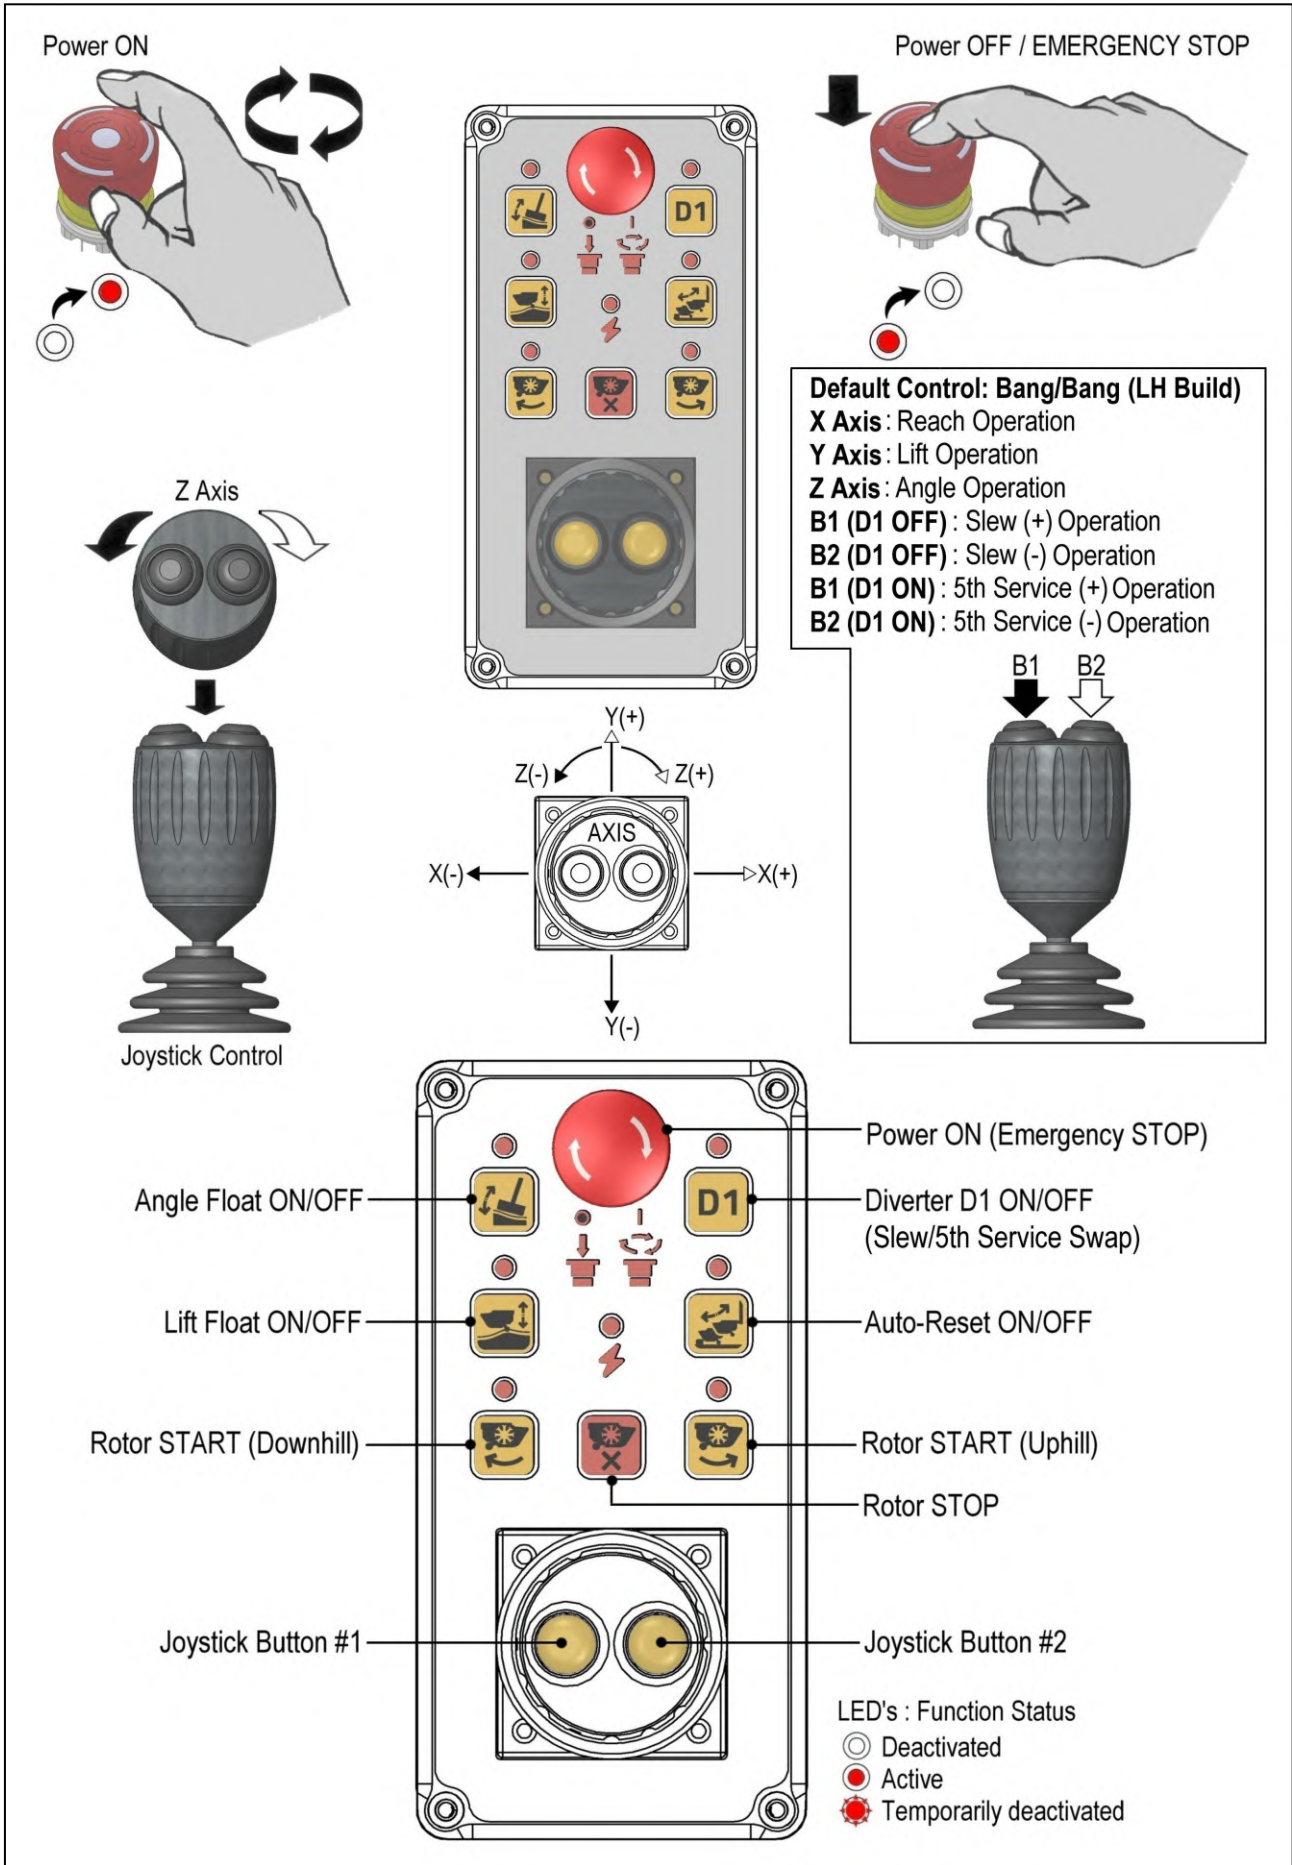 Power ON
Power OFF / EMERGENCY STOP
D1
Default Control: Bang/Bang (LH Build)
X Axis : Reach Operation
Y Axis : Lift Operation
Z Axis : Angle Operation
B1 (D1 OFF) : Slew (+) Operation
B2 (D1 OFF) : Slew (-) Operation
B1 (D1 ON) : 5th Service (+) Operation
B2 (D1 ON) : 5th Service (-) Operation
B1 B2
Z Axis
Joystick Control
Y(+)
Z(-) Z(+)
AXIS
X(-) X(+)
Y(-)
Power ON (Emergency STOP)
Angle Float ON/OFF
D1
Diverter D1 ON/OFF
(Slew/5th Service Swap)
Lift Float ON/OFF
Auto-Reset ON/OFF
Rotor START (Downhill)
Rotor START (Uphill)
Rotor STOP
Joystick Button #1
Joystick Button #2
LED's : Function Status
Deactivated
Active
Temporarily deactivated